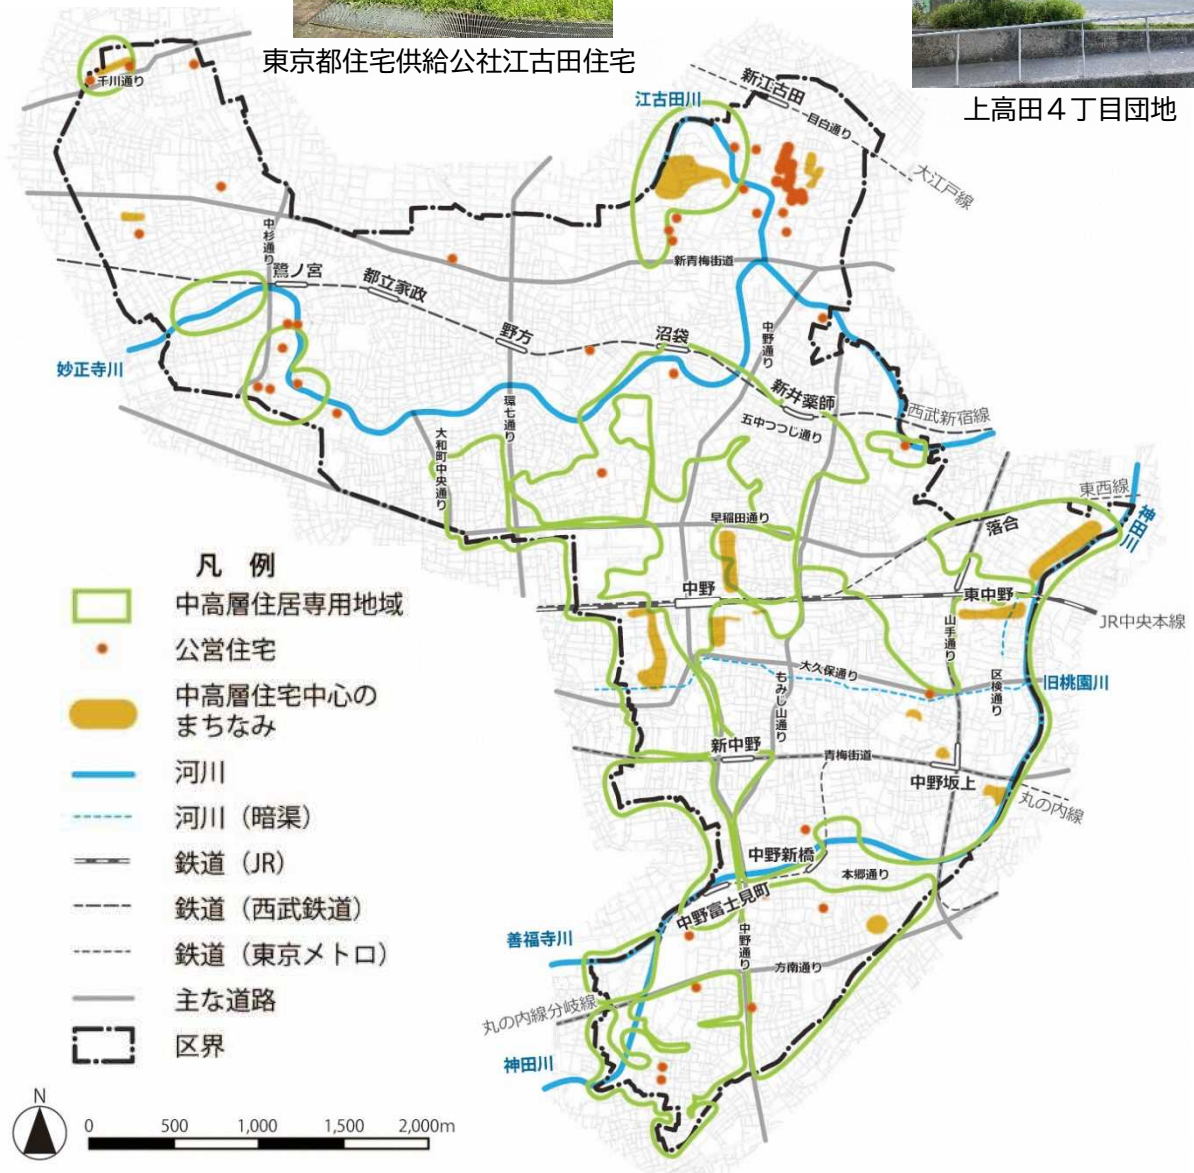 東京都住宅供給公社江古田住宅
上高田４丁目団地
千川通り
江古田川
新江古田
目白通り
大江戸線
中杉通り
鷺ノ宮
都立家政
新青梅街道
野方
沼袋
中野通り
妙正寺川
環七通り
新井薬師
五中つつじ通り
西武新宿線
大和町中央通り
早稲田通り
東西線
落合
神田川
中野
東中野
JR中央本線
山手通り
大久保通り
もみじ山通り
区検通り
旧桃園川
新中野
青梅街道
中野坂上
丸の内線
中野新橋
本郷通り
中野富士見町
善福寺川
中野通り
方南通り
丸の内線分岐線
神田川
凡 例
中高層住居専用地域
公営住宅
中高層住宅中心の
まちなみ
河川
河川（暗渠）
鉄道（JR）
鉄道（西武鉄道）
鉄道（東京メトロ）
主な道路
区界
N
0 500 1,000 1,500 2,000m